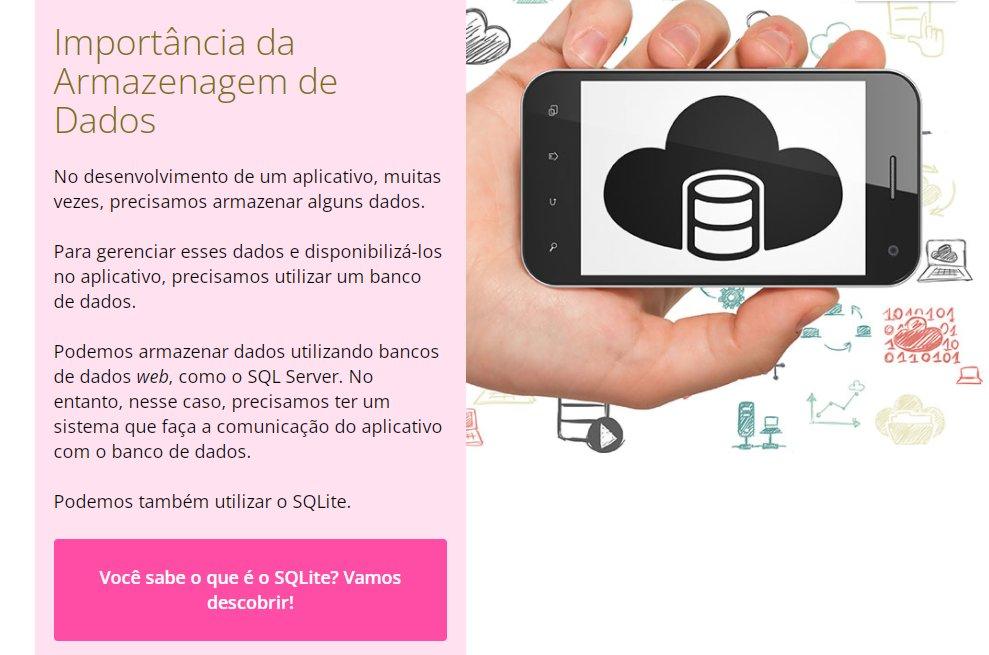 Importância da
Armazenagem de
Dados
No desenvolvimento de um aplicativo, muitas
vezes, precisamos armazenar alguns dados.
Para gerenciar esses dados e disponibilizá-los
no aplicativo, precisamos utilizar um banco
de dados.
Podemos armazenar dados utilizando bancos
de dados web, como o SQL Server. No
entanto, nesse caso, precisamos ter um
sistema que faça a comunicação do aplicativo
com o banco de dados.
Podemos também utilizar o SQLite.
Você sabe o que é o SQLite? Vamos
descobrir!